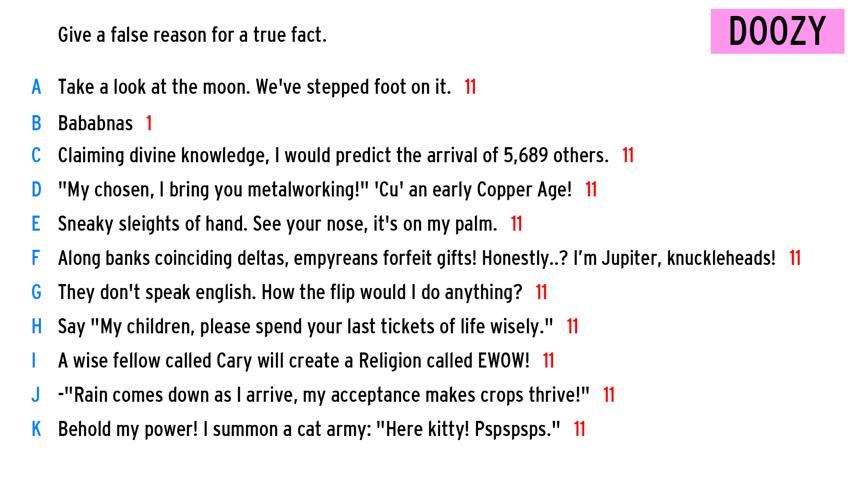 Give a false reason for a true fact.
DOOZY
A Take a look at the moon. We've stepped foot on it. 11
B Bababnas 1
C Claiming divine knowledge, I would predict the arrival of 5,689 others. 11
D "My chosen, I bring you metalworking!" 'Cu' an early Copper Age! 11
E Sneaky sleights of hand. See your nose, it's on my palm. 11
F Along banks coinciding deltas, empyreans forfeit gifts! Honestly..? I’m Jupiter, knuckleheads! 11
G They don't speak english. How the flip would I do anything? 11
H Say "My children, please spend your last tickets of life wisely." 11
I A wise fellow called Cary will create a Religion called EWOW! 11
J -"Rain comes down as I arrive, my acceptance makes crops thrive!" 11
K Behold my power! I summon a cat army: "Here kitty! Pspspsps." 11